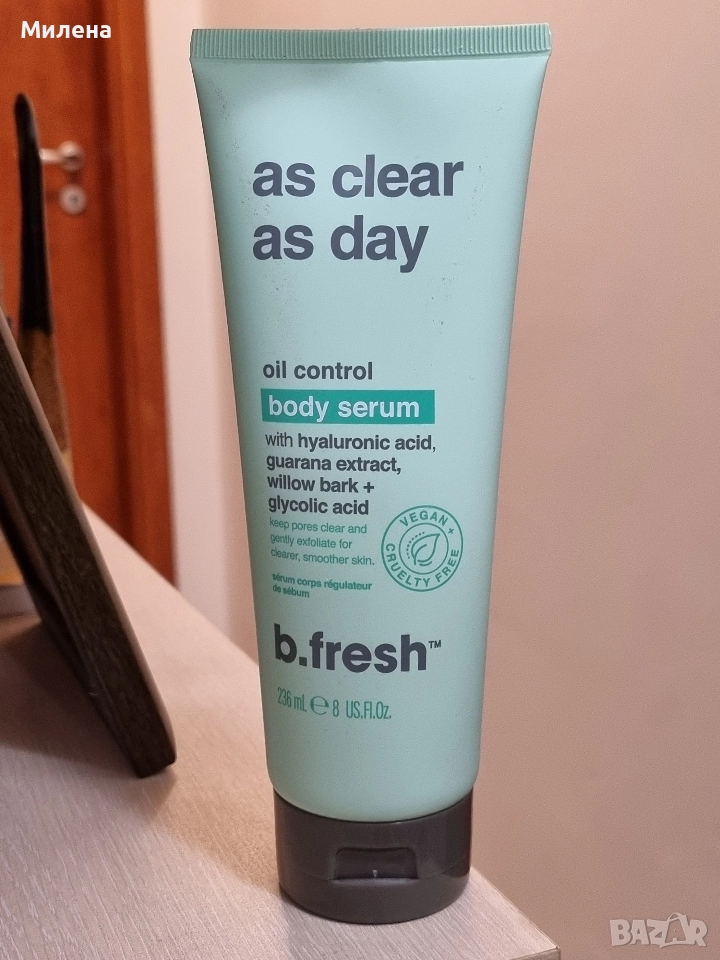 Милена
as clear
as day
oil control
body serum
with hyaluronic acid,
guarana extract,
willow bark +
glycolic acid
keep pores clear and
gently exfoliate for
clearer, smoother skin.
VEGAN +
CRUELTY FREE
sérum corps régulateur
de sébum
b.fresh™
236 mL ℮ 8 US.Fl.Oz.
BAZAR